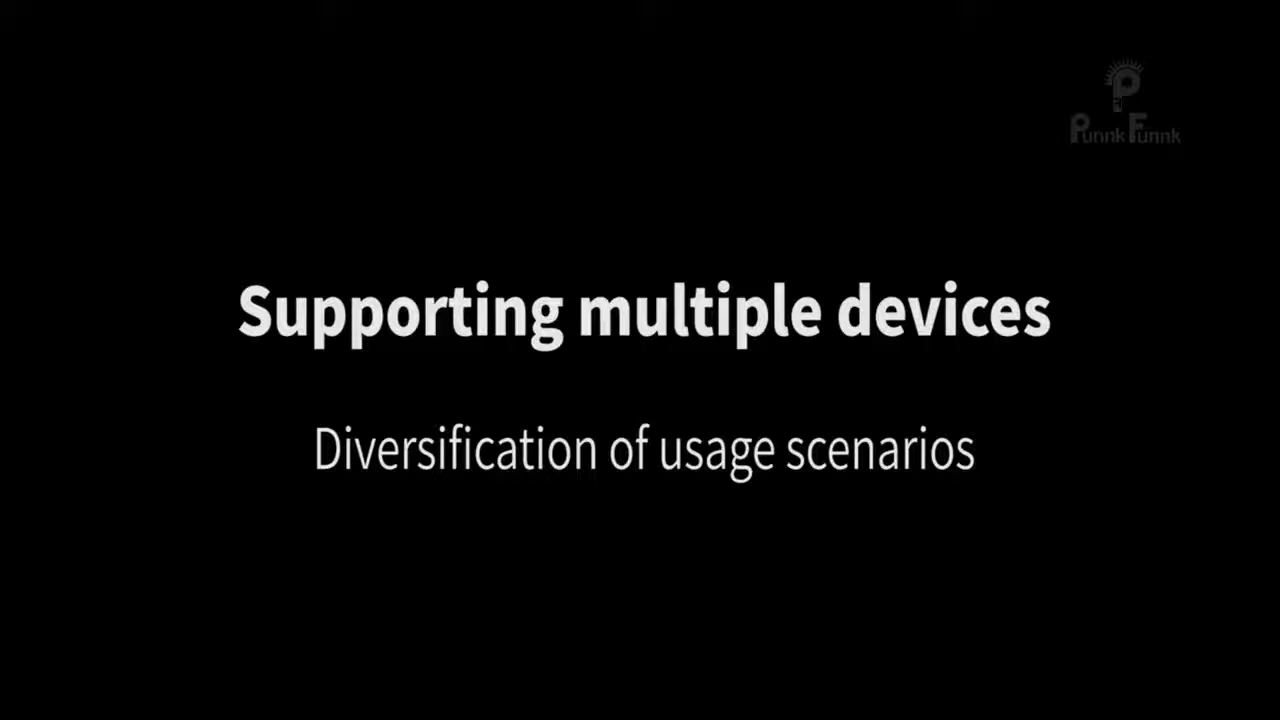 Punnk Funnk
Supporting multiple devices
Diversification of usage scenarios